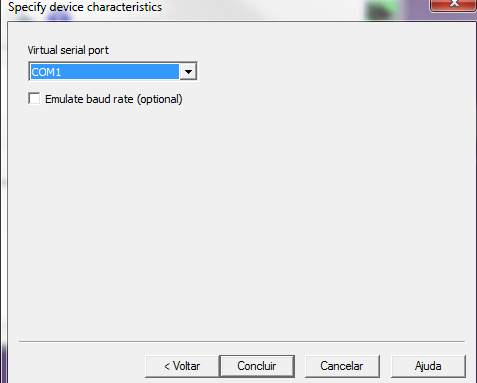 Specify device characteristics
Virtual serial port
COM1
Emulate baud rate (optional)
< Voltar Concluir Cancelar Ajuda